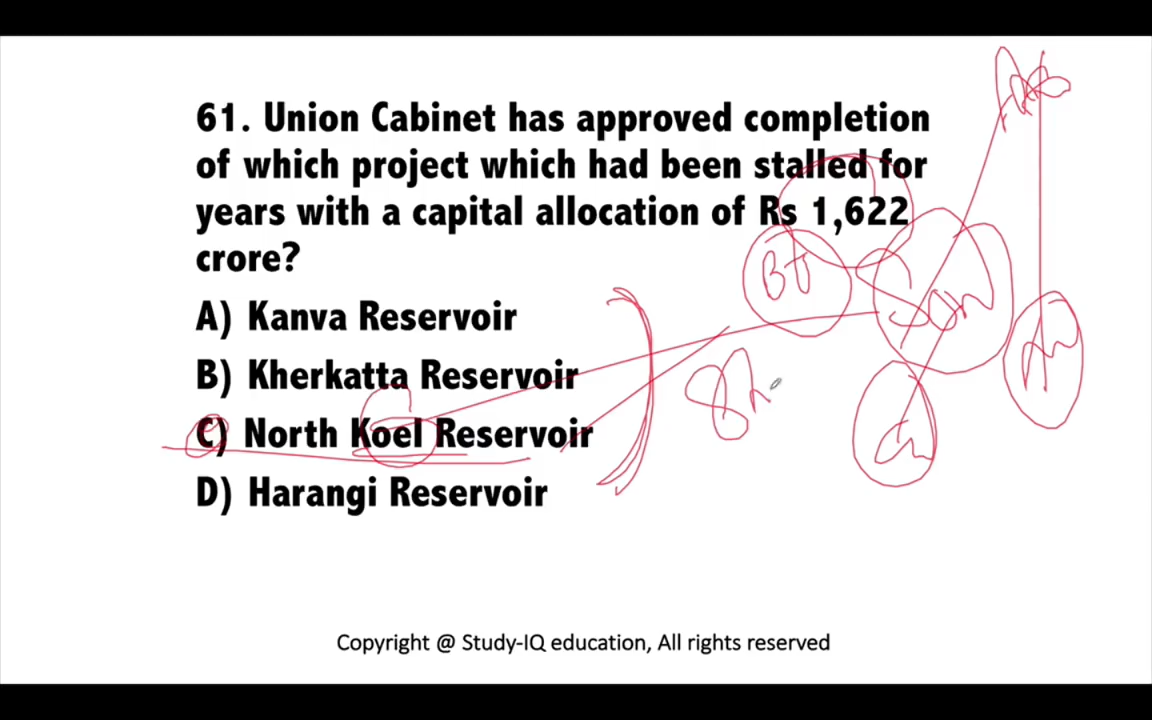 61. Union Cabinet has approved completion
of which project which had been stalled for
years with a capital allocation of Rs 1,622
crore?
A) Kanva Reservoir
B) Kherkatta Reservoir
C) North Koel Reservoir
D) Harangi Reservoir
BJ
Son
Copyright @ Study-IQ education, All rights reserved